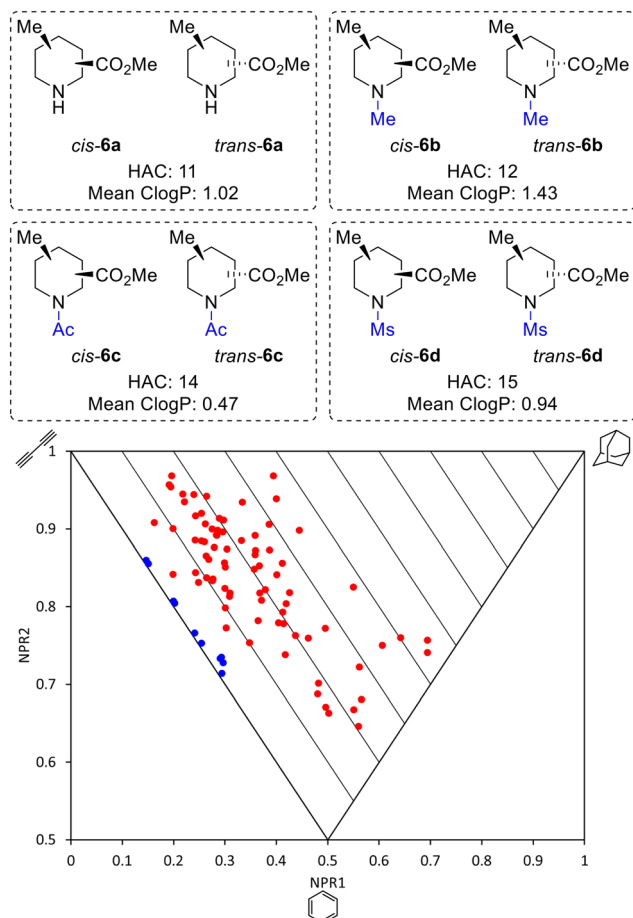 Me Me Me Me
CO₂Me CO₂Me CO₂Me CO₂Me
N N N N
H H Me Me
cis-6a trans-6a cis-6b trans-6b
HAC: 11 HAC: 12
Mean ClogP: 1.02 Mean ClogP: 1.43
Me Me Me Me
CO₂Me CO₂Me CO₂Me CO₂Me
N N N N
Ac Ac Ms Ms
cis-6c trans-6c cis-6d trans-6d
HAC: 14 HAC: 15
Mean ClogP: 0.47 Mean ClogP: 0.94
1
0.9
0.8
NPR2
0.7
0.6
0.5
0 0.1 0.2 0.3 0.4 0.5 0.6 0.7 0.8 0.9 1
NPR1